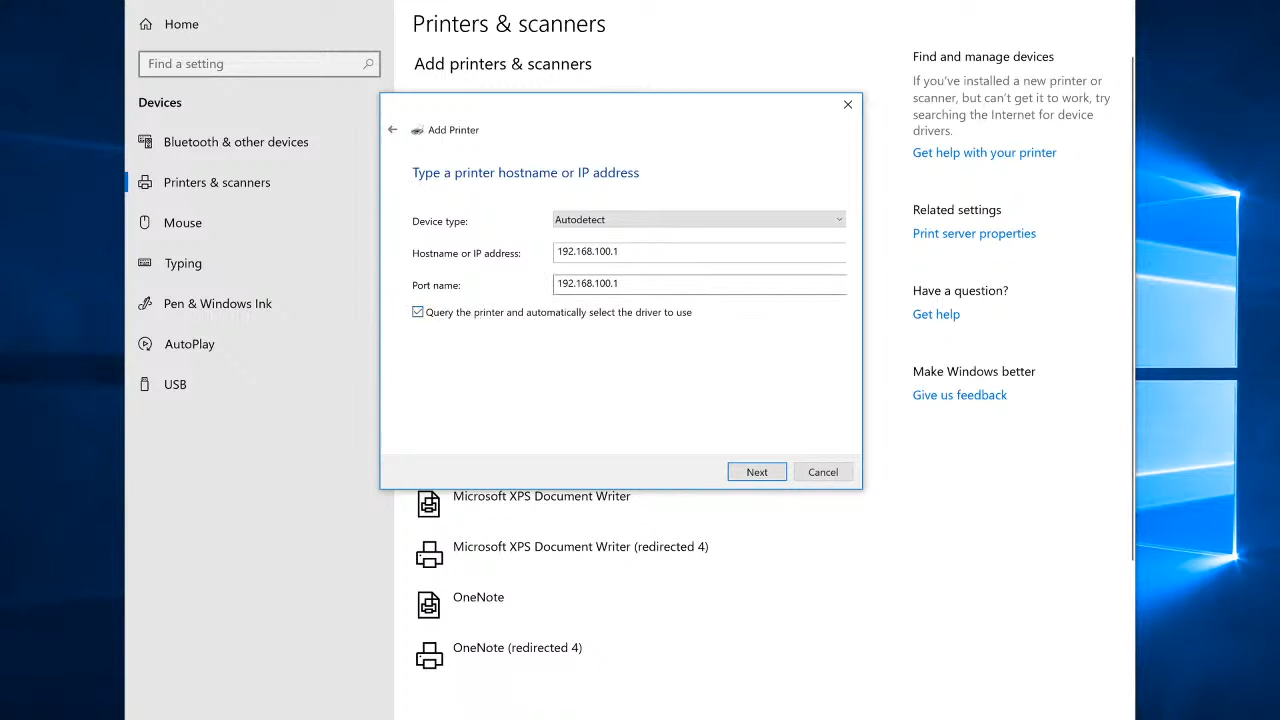 Home
Find a setting
Devices
Bluetooth & other devices
Printers & scanners
Mouse
Typing
Pen & Windows Ink
AutoPlay
USB
Printers & scanners
Add printers & scanners
Add Printer
Type a printer hostname or IP address
Device type: Autodetect
Hostname or IP address: 192.168.100.1
Port name: 192.168.100.1
Query the printer and automatically select the driver to use
Next Cancel
Microsoft XPS Document Writer
Microsoft XPS Document Writer (redirected 4)
OneNote
OneNote (redirected 4)
Find and manage devices
If you've installed a new printer or
scanner, but can't get it to work, try
searching the Internet for device
drivers.
Get help with your printer
Related settings
Print server properties
Have a question?
Get help
Make Windows better
Give us feedback